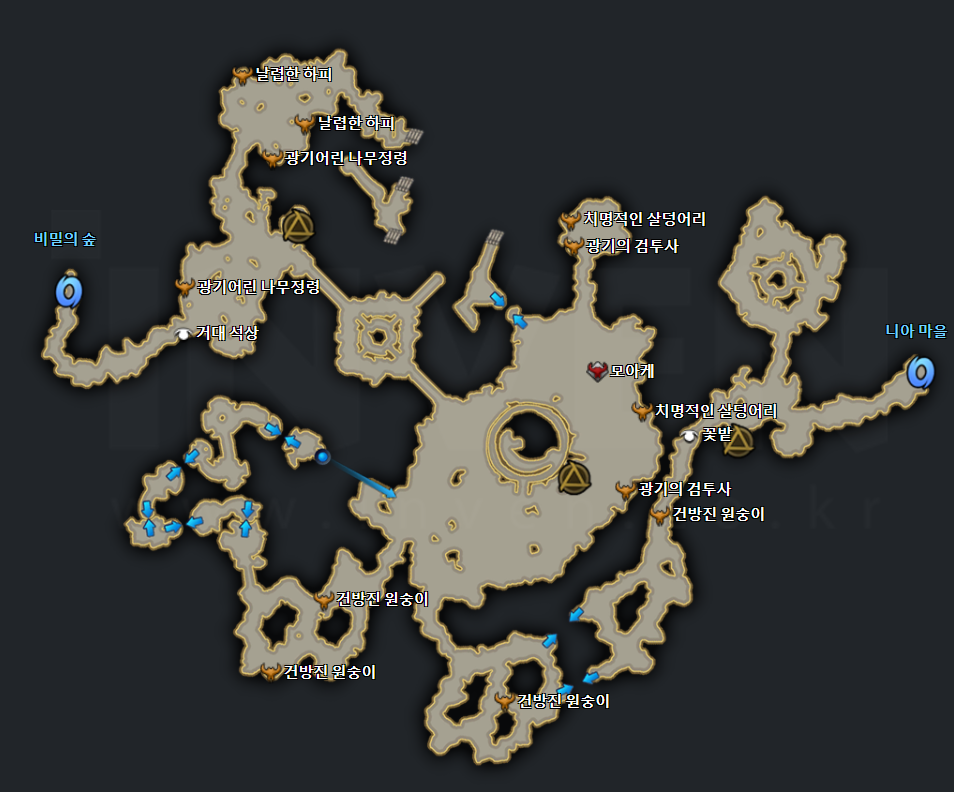 날렵한 하피
날렵한 하피
광기어린 나무정령
치명적인 살덩어리
비밀의 숲
광기의 검투사
광기어린 나무정령
거대 석상
니아 마을
모아케
치명적인 살덩어리
꽃밭
광기의 검투사
건방진 원숭이
건방진 원숭이
건방진 원숭이
건방진 원숭이